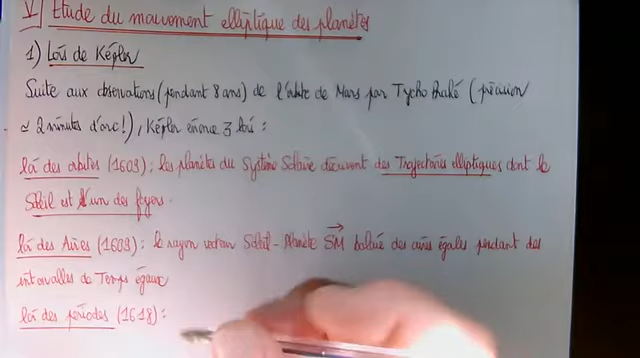 V] Etude du mouvement elliptique des planètes
1) Lois de Képler
Suite aux observations (pendant 8 ans) de l'orbite de Mars par Tycho Brahé (précision
≃ 2 minutes d'arc!), Képler énonce 3 lois :
loi des orbites (1609) : les planètes du Système Solaire décrivent des Trajectoires elliptiques dont le
Soleil est l'un des foyers.
loi des Aires (1609) : le rayon vecteur Soleil-Planète SM balaie des aires égales pendant des
intervalles de Temps égaux
loi des périodes (1618) :